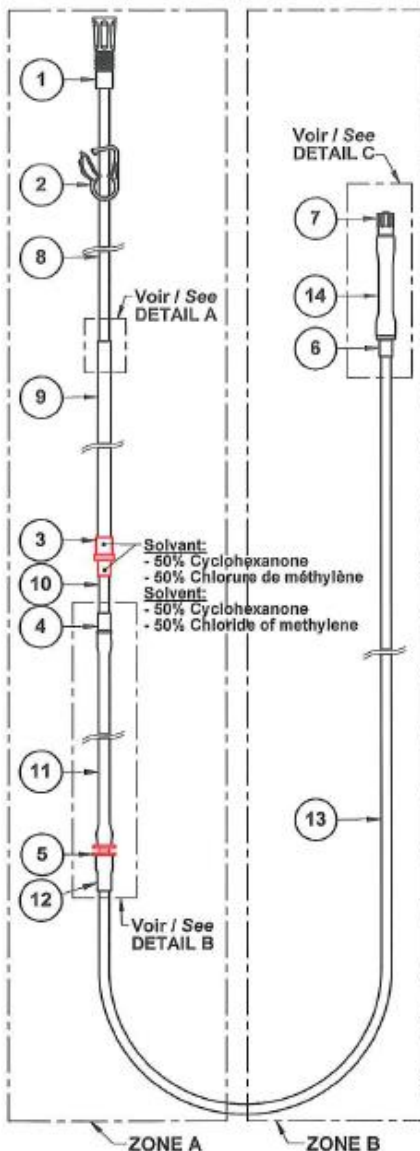 1
2
8
Voir / See
DETAIL A
9
3
Solvant:
- 50% Cyclohexanone
- 50% Chlorure de méthylène
Solvent:
- 50% Cyclohexanone
- 50% Chloride of methylene
10
4
11
5
12
Voir / See
DETAIL B
ZONE A
Voir / See
DETAIL C
7
14
6
13
ZONE B